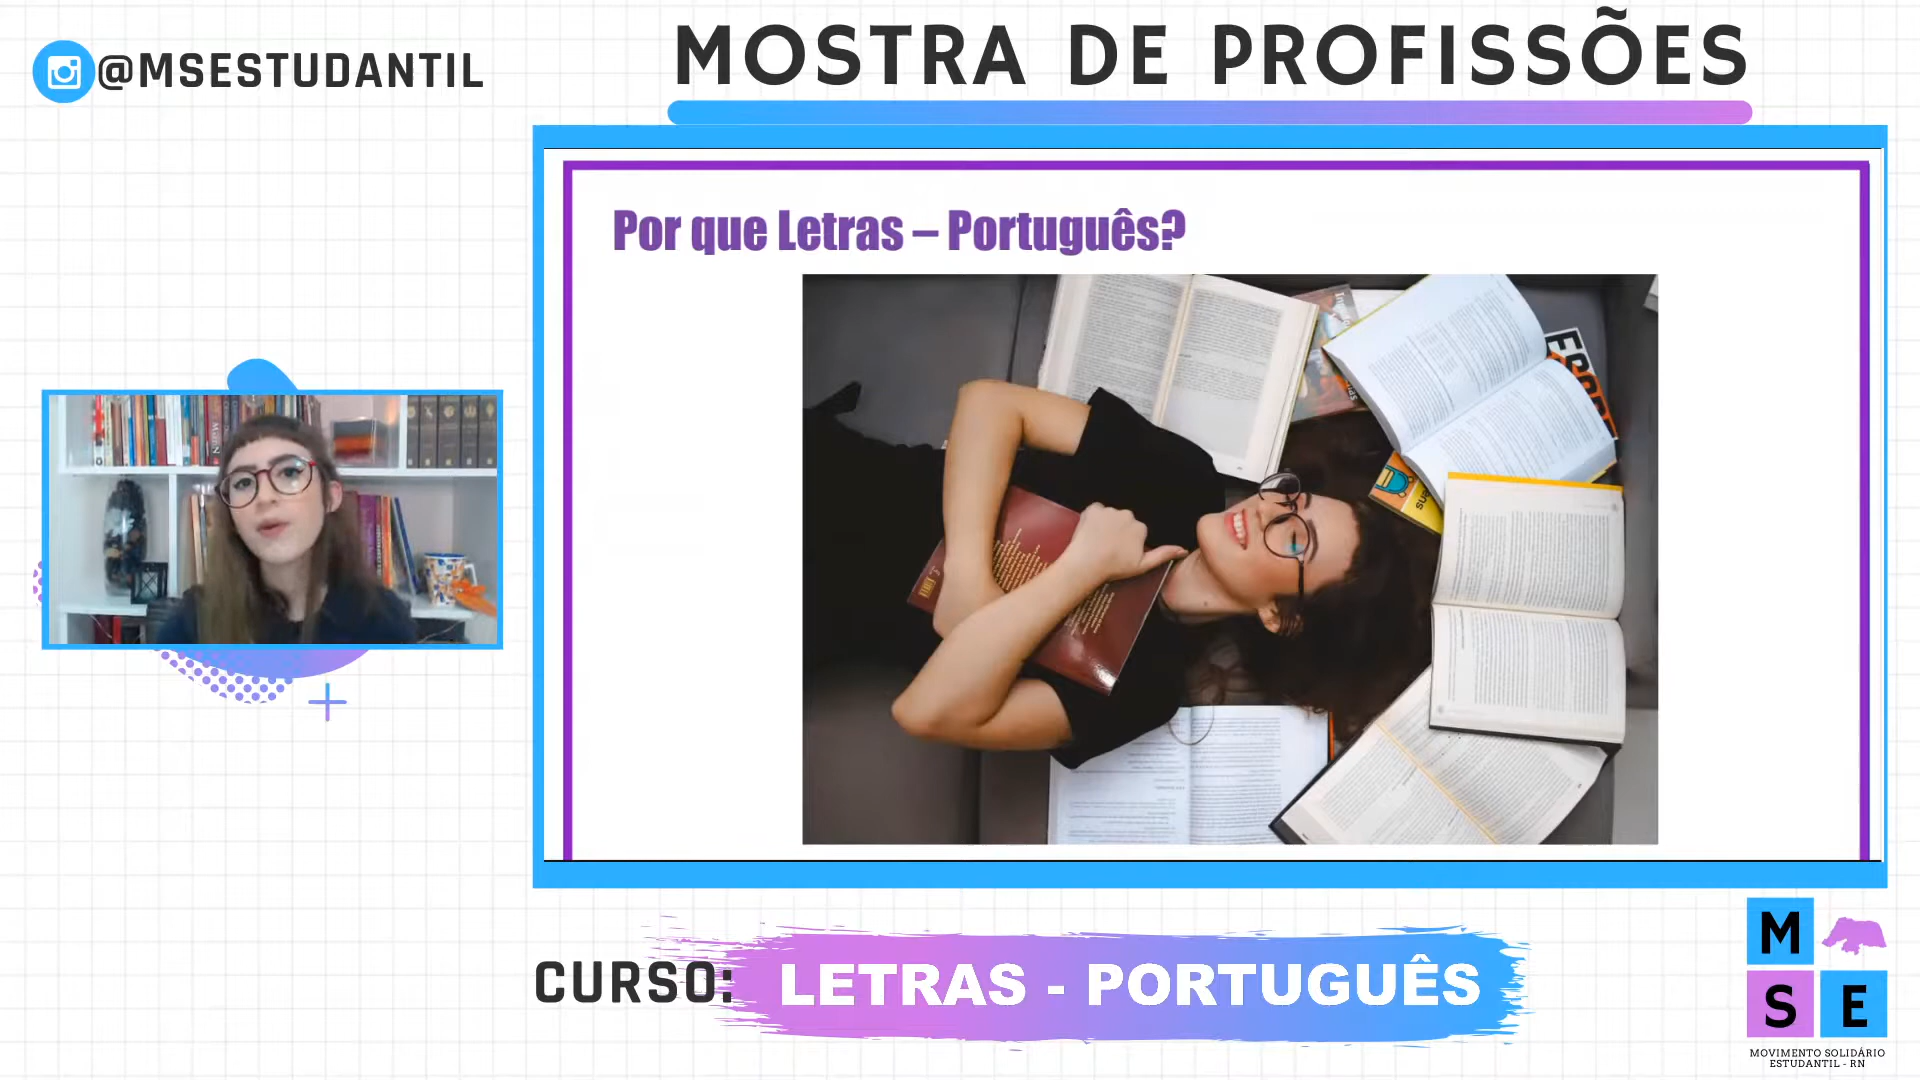 @MSESTUDANTIL
MOSTRA DE PROFISSÕES
Por que Letras – Português?
CURSO: LETRAS - PORTUGUÊS
M
S E
MOVIMENTO SOLIDÁRIO
ESTUDANTIL - RN